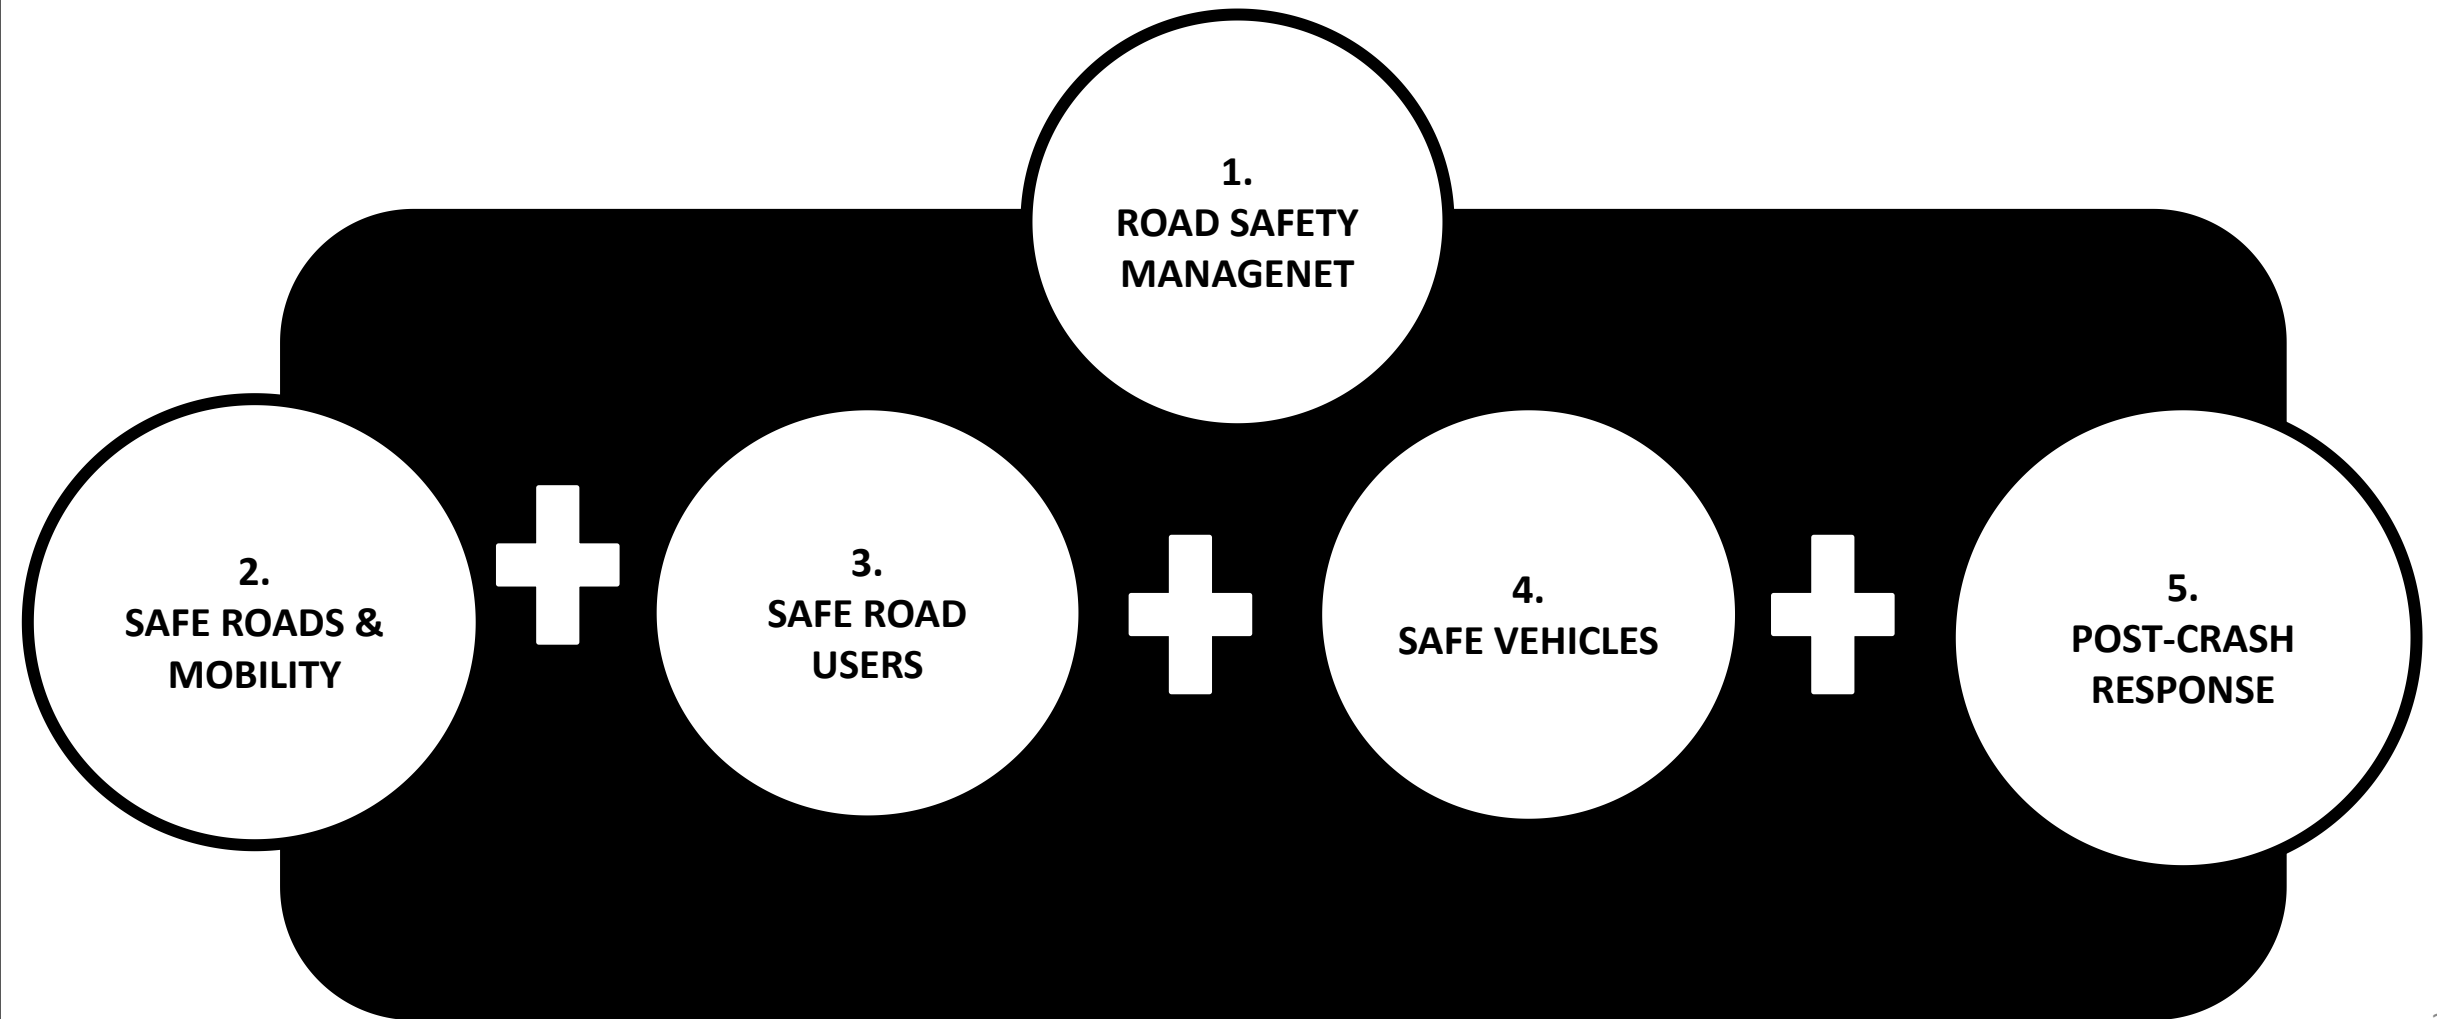 1.
ROAD SAFETY
MANAGENET
2.
SAFE ROADS &
MOBILITY
3.
SAFE ROAD
USERS
4.
SAFE VEHICLES
5.
POST-CRASH
RESPONSE